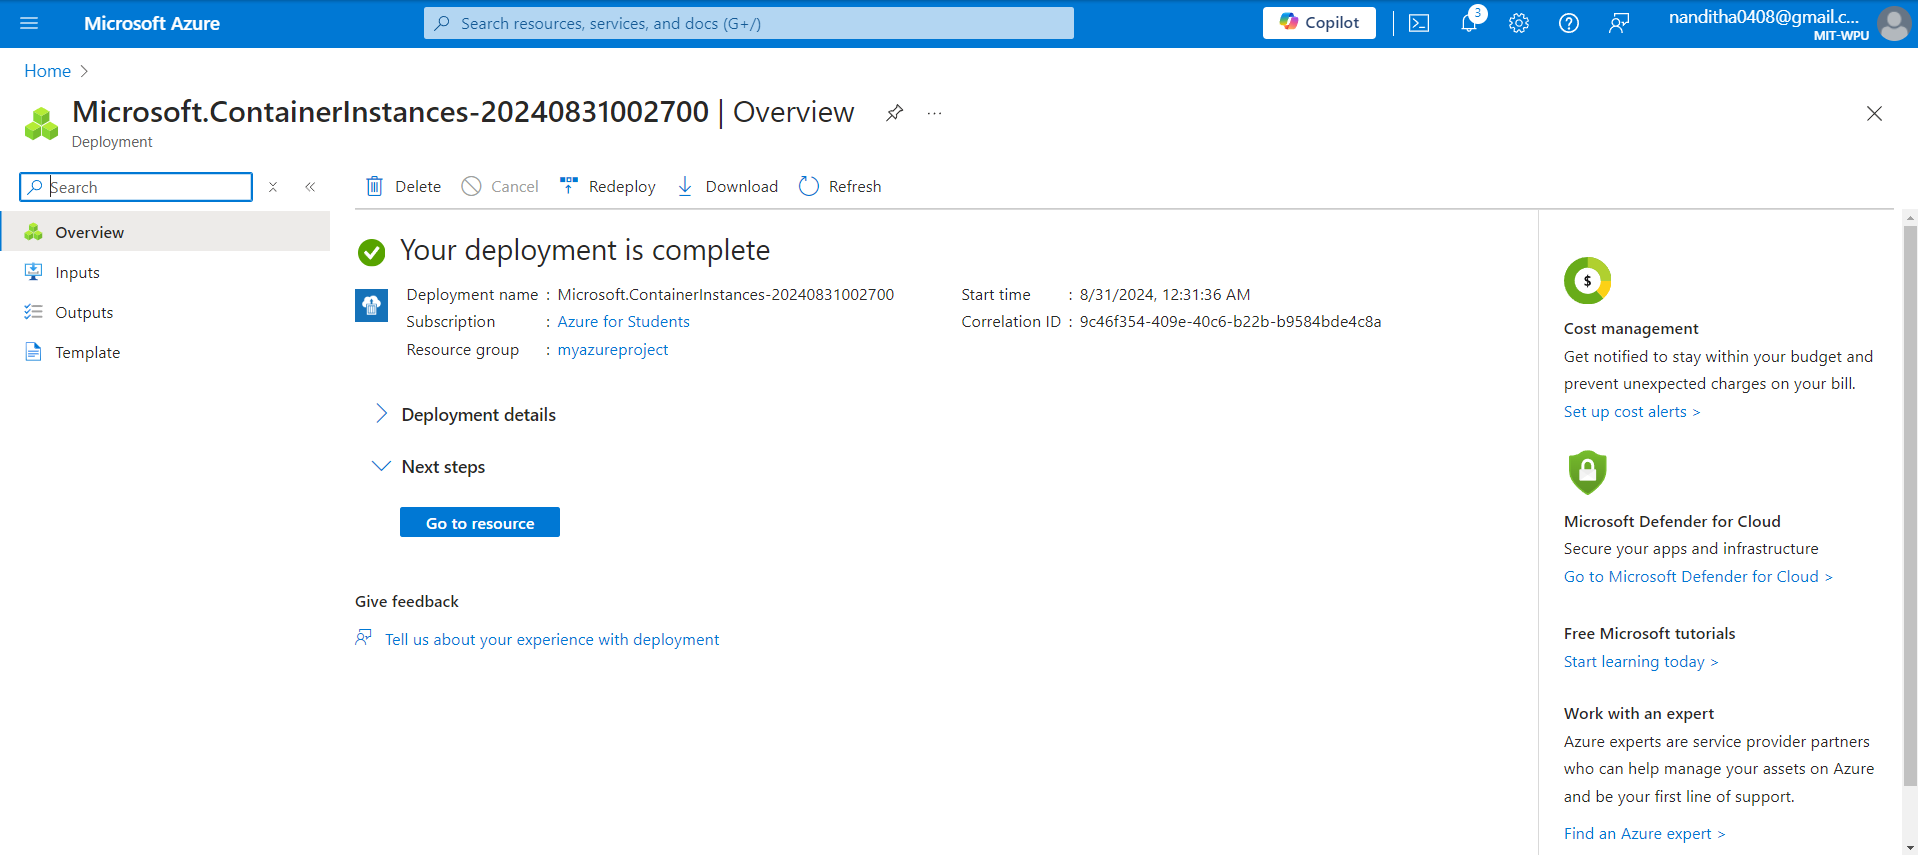 Microsoft Azure
Search resources, services, and docs (G+/)
Copilot
3
nanditha0408@gmail.c...
MIT-WPU
Home
Microsoft.ContainerInstances-20240831002700 | Overview
...
Deployment
Search
Delete
Cancel
Redeploy
Download
Refresh
Overview
Inputs
Outputs
Template
Your deployment is complete
Deployment name : Microsoft.ContainerInstances-20240831002700
Subscription : Azure for Students
Resource group : myazureproject
Start time : 8/31/2024, 12:31:36 AM
Correlation ID : 9c46f354-409e-40c6-b22b-b9584bde4c8a
Deployment details
Next steps
Go to resource
Give feedback
Tell us about your experience with deployment
$
Cost management
Get notified to stay within your budget and
prevent unexpected charges on your bill.
Set up cost alerts >
Microsoft Defender for Cloud
Secure your apps and infrastructure
Go to Microsoft Defender for Cloud >
Free Microsoft tutorials
Start learning today >
Work with an expert
Azure experts are service provider partners
who can help manage your assets on Azure
and be your first line of support.
Find an Azure expert >